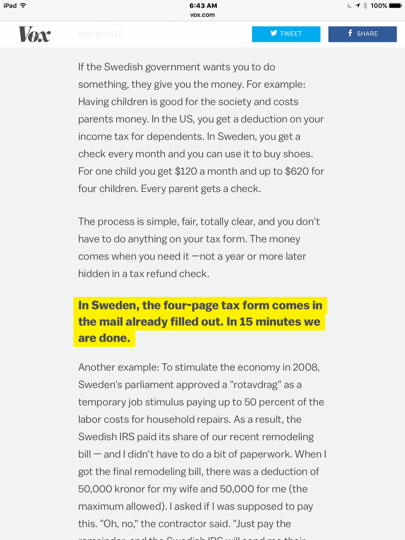 iPad
6:43 AM
100%
vox.com
Vox
tax form?
TWEET
SHARE
If the Swedish government wants you to do
something, they give you the money. For example:
Having children is good for the society and costs
parents money. In the US, you get a deduction on your
income tax for dependents. In Sweden, you get a
check every month and you can use it to buy shoes.
For one child you get $120 a month and up to $620 for
four children. Every parent gets a check.
The process is simple, fair, totally clear, and you don't
have to do anything on your tax form. The money
comes when you need it —not a year or more later
hidden in a tax refund check.
In Sweden, the four-page tax form comes in
the mail already filled out. In 15 minutes we
are done.
Another example: To stimulate the economy in 2008,
Sweden's parliament approved a "rotavdrag" as a
temporary job stimulus paying up to 50 percent of the
labor costs for household repairs. As a result, the
Swedish IRS paid its share of our recent remodeling
bill — and I didn't have to do a bit of paperwork. When I
got the final remodeling bill, there was a deduction of
50,000 kronor for my wife and 50,000 for me (the
maximum allowed). I asked if I was supposed to pay
this. "Oh, no," the contractor said. "Just pay the
remainder, and the Swedish IRS will send me their